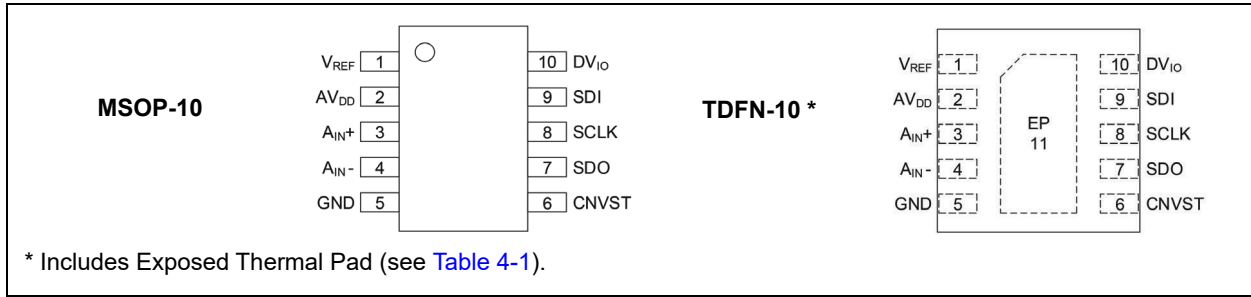 MSOP-10
VREF 1 10 DVIO
AVDD 2 9 SDI
AIN+ 3 8 SCLK
AIN- 4 7 SDO
GND 5 6 CNVST
TDFN-10 *
VREF 1 10 DVIO
AVDD 2 9 SDI
AIN+ 3 8 SCLK
AIN- 4 7 SDO
GND 5 6 CNVST
EP
11
* Includes Exposed Thermal Pad (see Table 4-1).